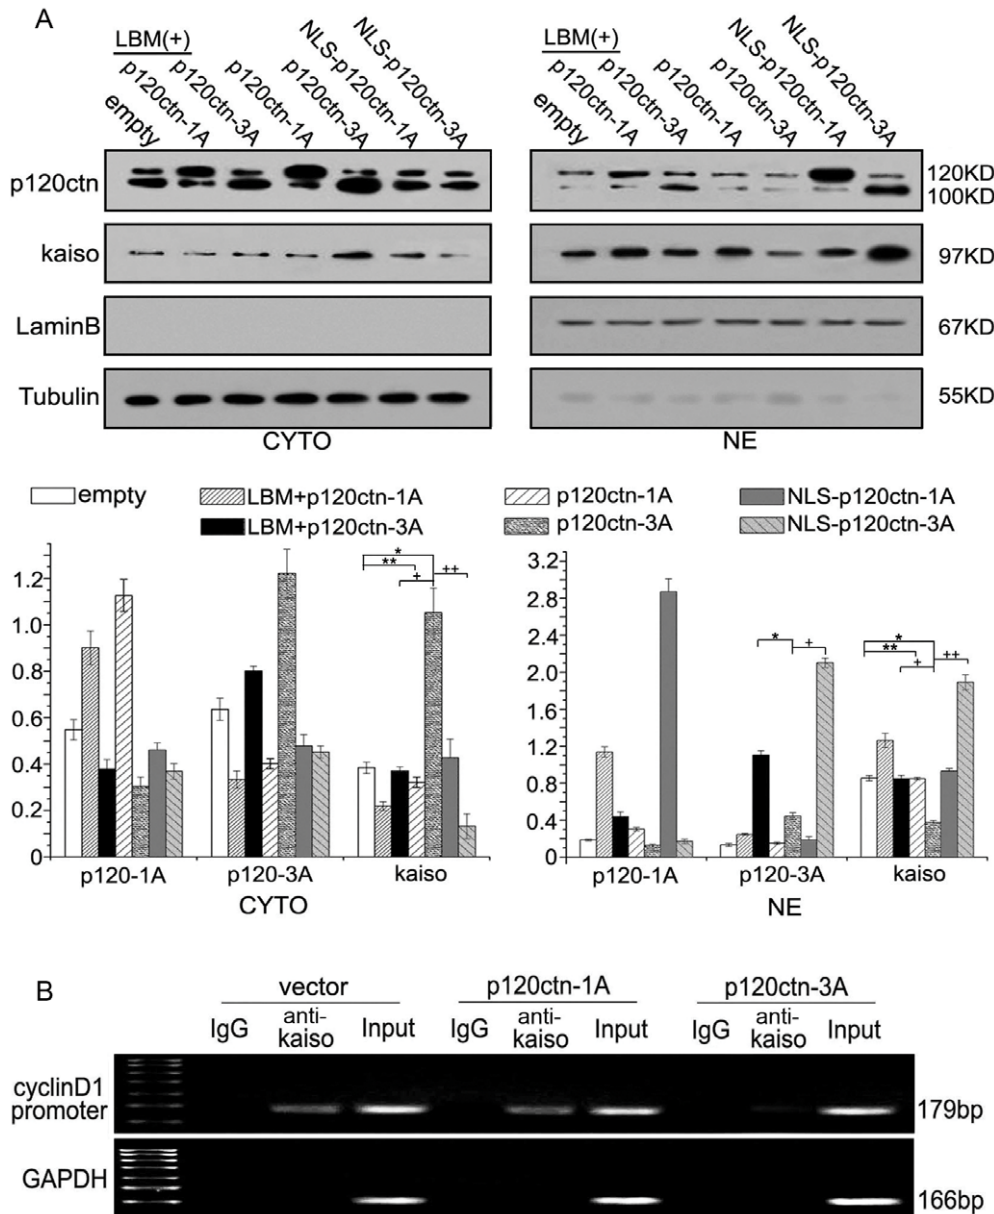 A
LBM(+)
empty
p120ctn-1A
p120ctn-3A
p120ctn-1A
p120ctn-3A
NLS-p120ctn-1A
NLS-p120ctn-3A
LBM(+)
empty
p120ctn-1A
p120ctn-3A
p120ctn-1A
p120ctn-3A
NLS-p120ctn-1A
NLS-p120ctn-3A
p120ctn 120KD
100KD
kaiso 97KD
LaminB 67KD
Tubulin 55KD
CYTO NE
empty LBM+p120ctn-1A p120ctn-1A NLS-p120ctn-1A
LBM+p120ctn-3A p120ctn-3A NLS-p120ctn-3A
1.2
1.0
0.8
0.6
0.4
0.2
0
* ** + ++
p120-1A p120-3A kaiso
CYTO
3.2
2.8
2.4
2.0
1.6
1.2
0.8
0.4
0
* +
* ** + ++
p120-1A p120-3A kaiso
NE
B
vector p120ctn-1A p120ctn-3A
IgG anti-kaiso Input IgG anti-kaiso Input IgG anti-kaiso Input
cyclinD1
promoter 179bp
GAPDH 166bp